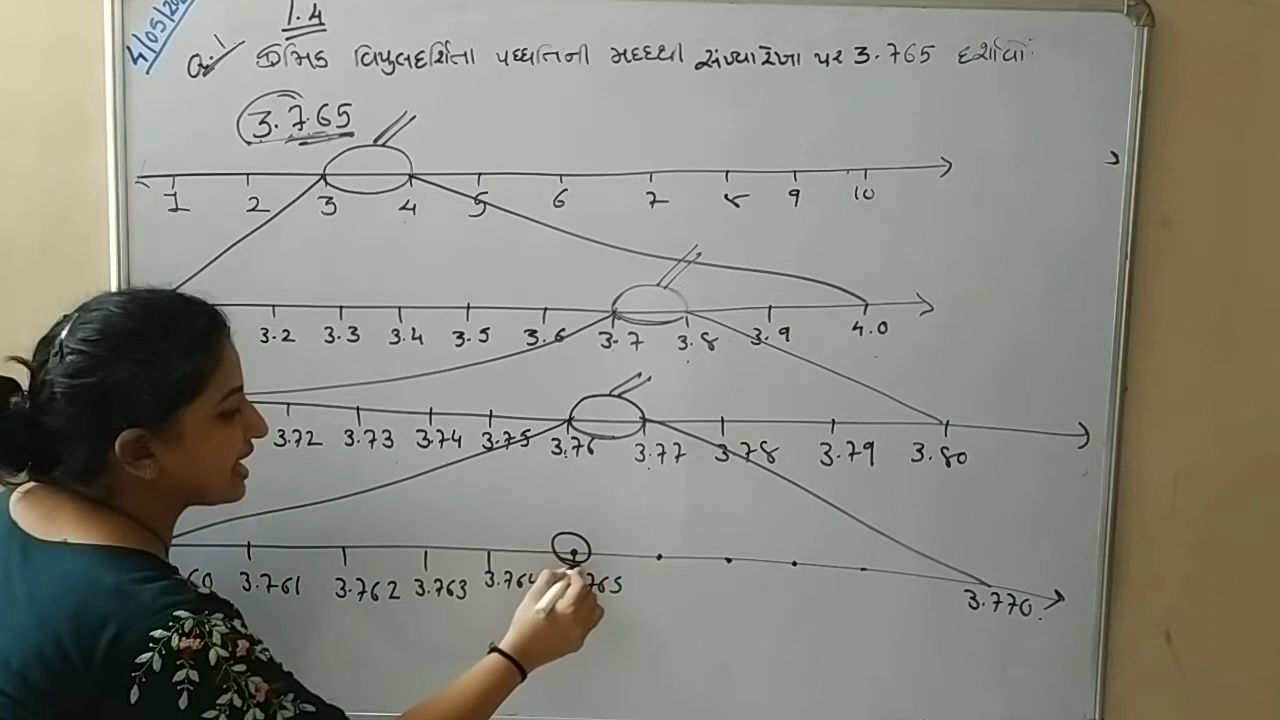 4/05/20
1.4
Q:1 ક્રમિક વિપુલદર્શિતા પધ્ધતિની મદદથી સંખ્યારેખા પર 3.765 દર્શાવો.
3.765
1 2 3 4 5 6 7 8 9 10
3.2 3.3 3.4 3.5 3.6 3.7 3.8 3.9 4.0
3.72 3.73 3.74 3.75 3.76 3.77 3.78 3.79 3.80
60 3.761 3.762 3.763 3.764 765 3.770